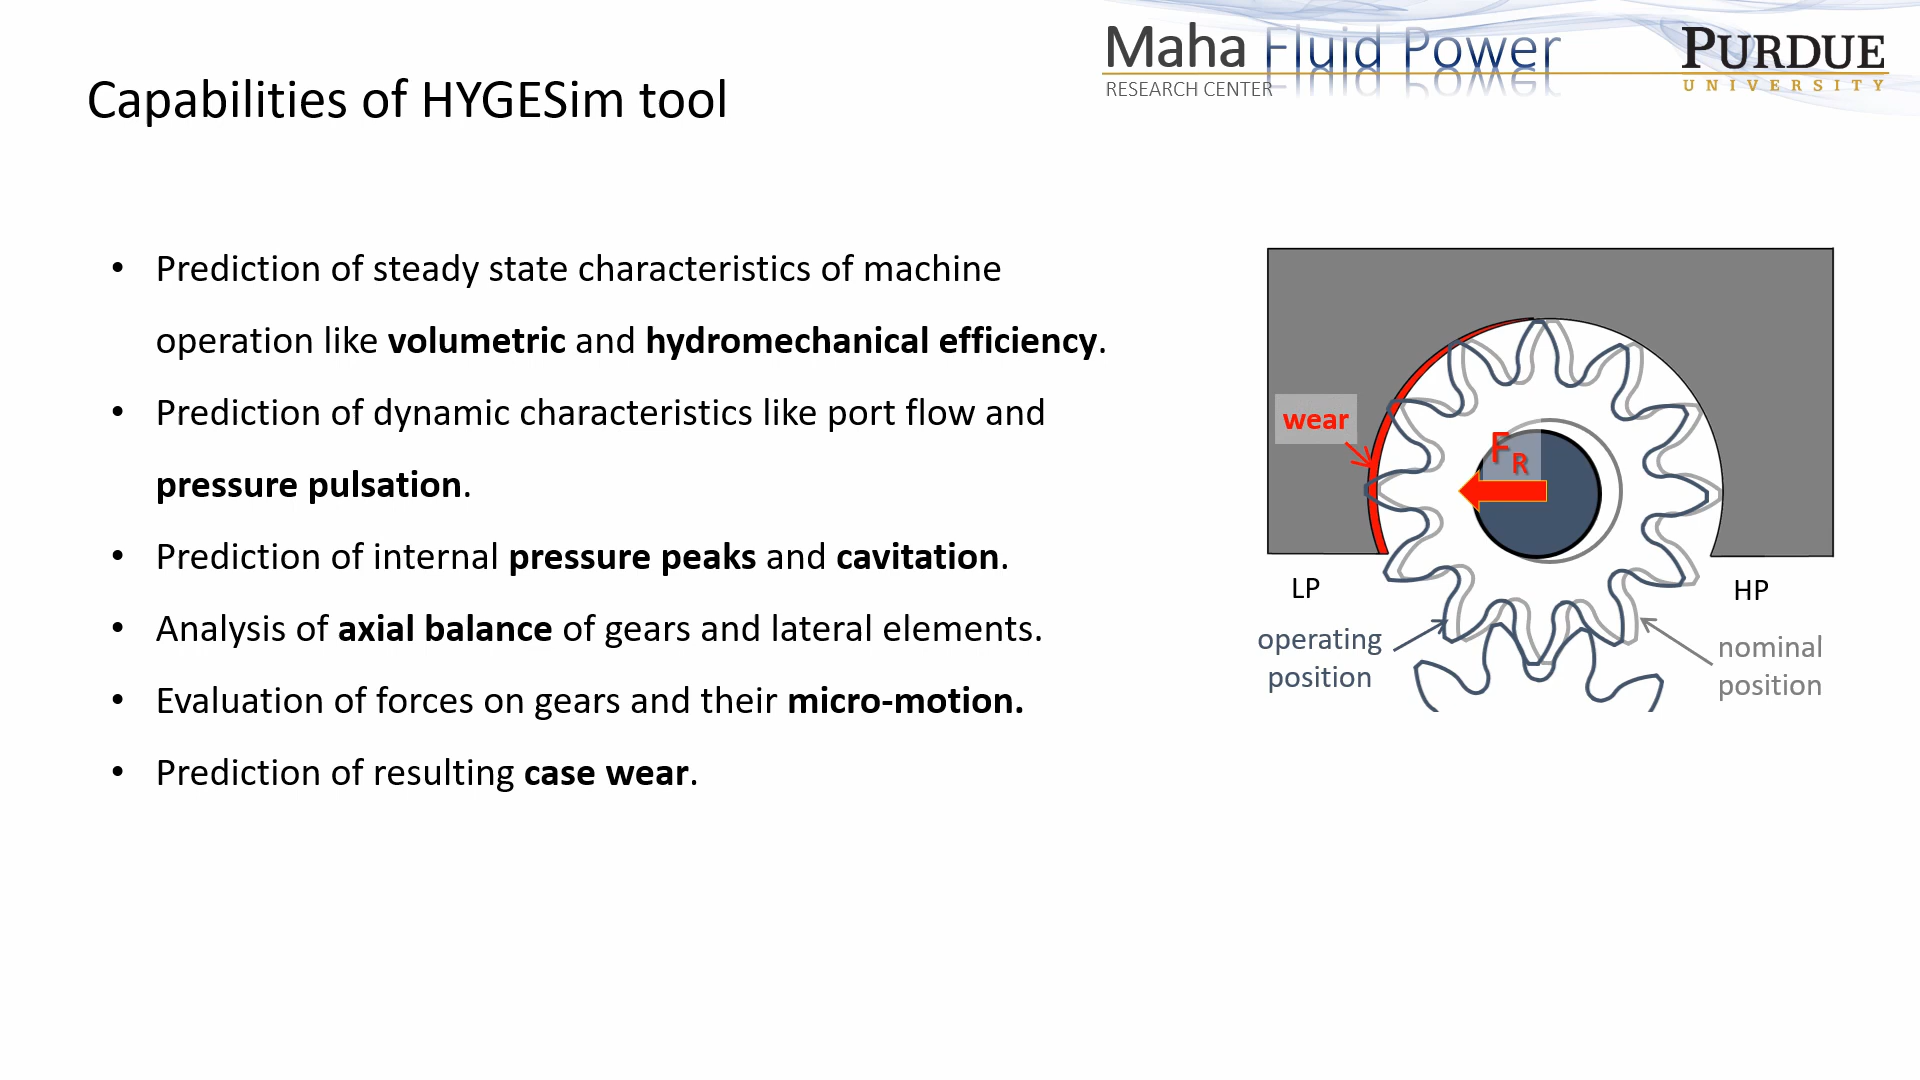 Maha Fluid Power
RESEARCH CENTER
PURDUE
UNIVERSITY
Capabilities of HYGESim tool
• Prediction of steady state characteristics of machine
operation like volumetric and hydromechanical efficiency.
• Prediction of dynamic characteristics like port flow and
pressure pulsation.
• Prediction of internal pressure peaks and cavitation.
• Analysis of axial balance of gears and lateral elements.
• Evaluation of forces on gears and their micro-motion.
• Prediction of resulting case wear.
wear
FR
LP
HP
operating
position
nominal
position